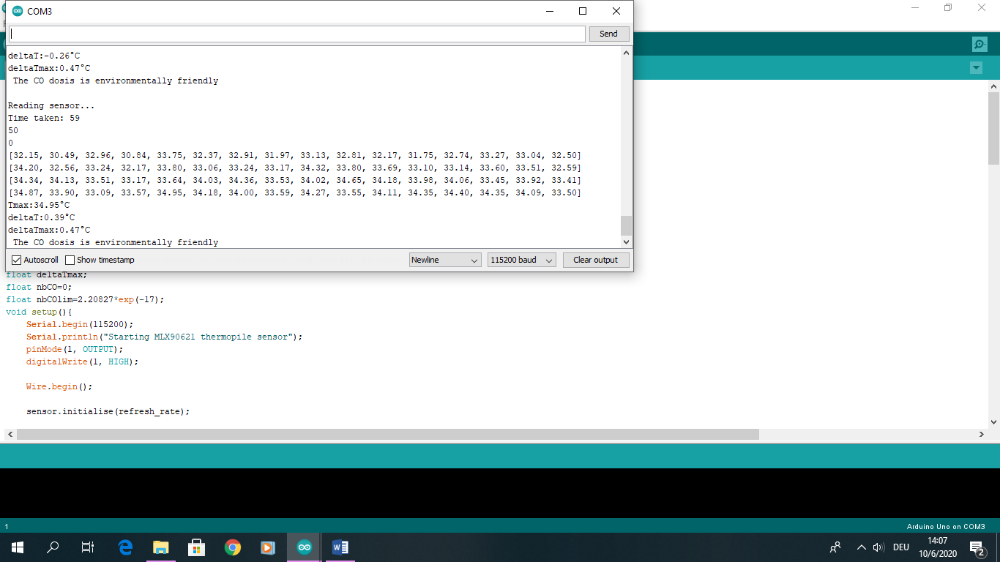 COM3
Send
deltaT:-0.26°C
deltaTmax:0.47°C
The CO dosis is environmentally friendly
Reading sensor...
Time taken: 59
50
0
[32.15, 30.49, 32.96, 30.84, 33.75, 32.37, 32.91, 31.97, 33.13, 32.81, 32.17, 31.75, 32.74, 33.27, 33.04, 32.50]
[34.20, 32.56, 33.24, 32.17, 33.80, 33.06, 33.24, 33.17, 34.32, 33.80, 33.69, 33.10, 33.14, 33.60, 33.51, 32.59]
[34.34, 34.13, 33.51, 33.17, 33.64, 34.03, 34.36, 33.53, 34.02, 34.65, 34.18, 33.98, 34.06, 33.45, 33.92, 33.41]
[34.87, 33.90, 33.09, 33.57, 34.95, 34.18, 34.00, 33.59, 34.27, 33.55, 34.11, 34.35, 34.40, 34.35, 34.09, 33.50]
Tmax:34.95°C
deltaT:0.39°C
deltaTmax:0.47°C
The CO dosis is environmentally friendly
Autoscroll Show timestamp Newline 115200 baud Clear output
float deltaTmax;
float nbCO=0;
float nbCOlim=2.20827*exp(-17);
void setup(){
Serial.begin(115200);
Serial.println("Starting MLX90621 thermopile sensor");
pinMode(1, OUTPUT);
digitalWrite(1, HIGH);
Wire.begin();
sensor.initialise(refresh_rate);
1 Arduino Uno on COM3
DEU 14:07
10/6/2020
2